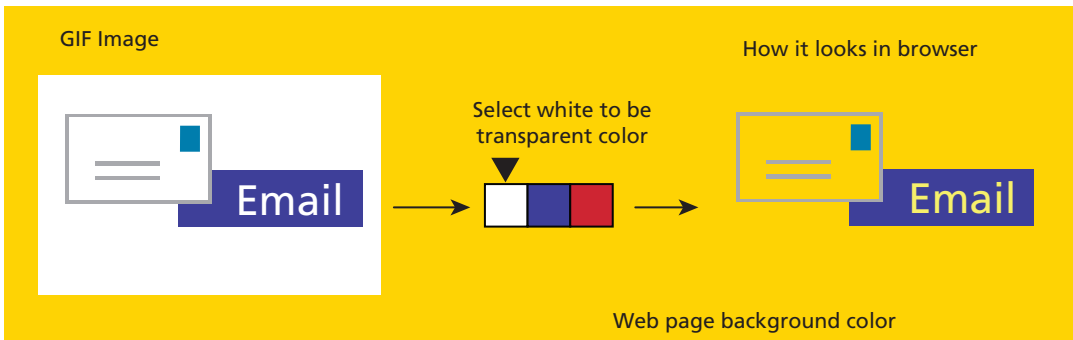 GIF Image
Email
Select white to be
transparent color
How it looks in browser
Email
Web page background color